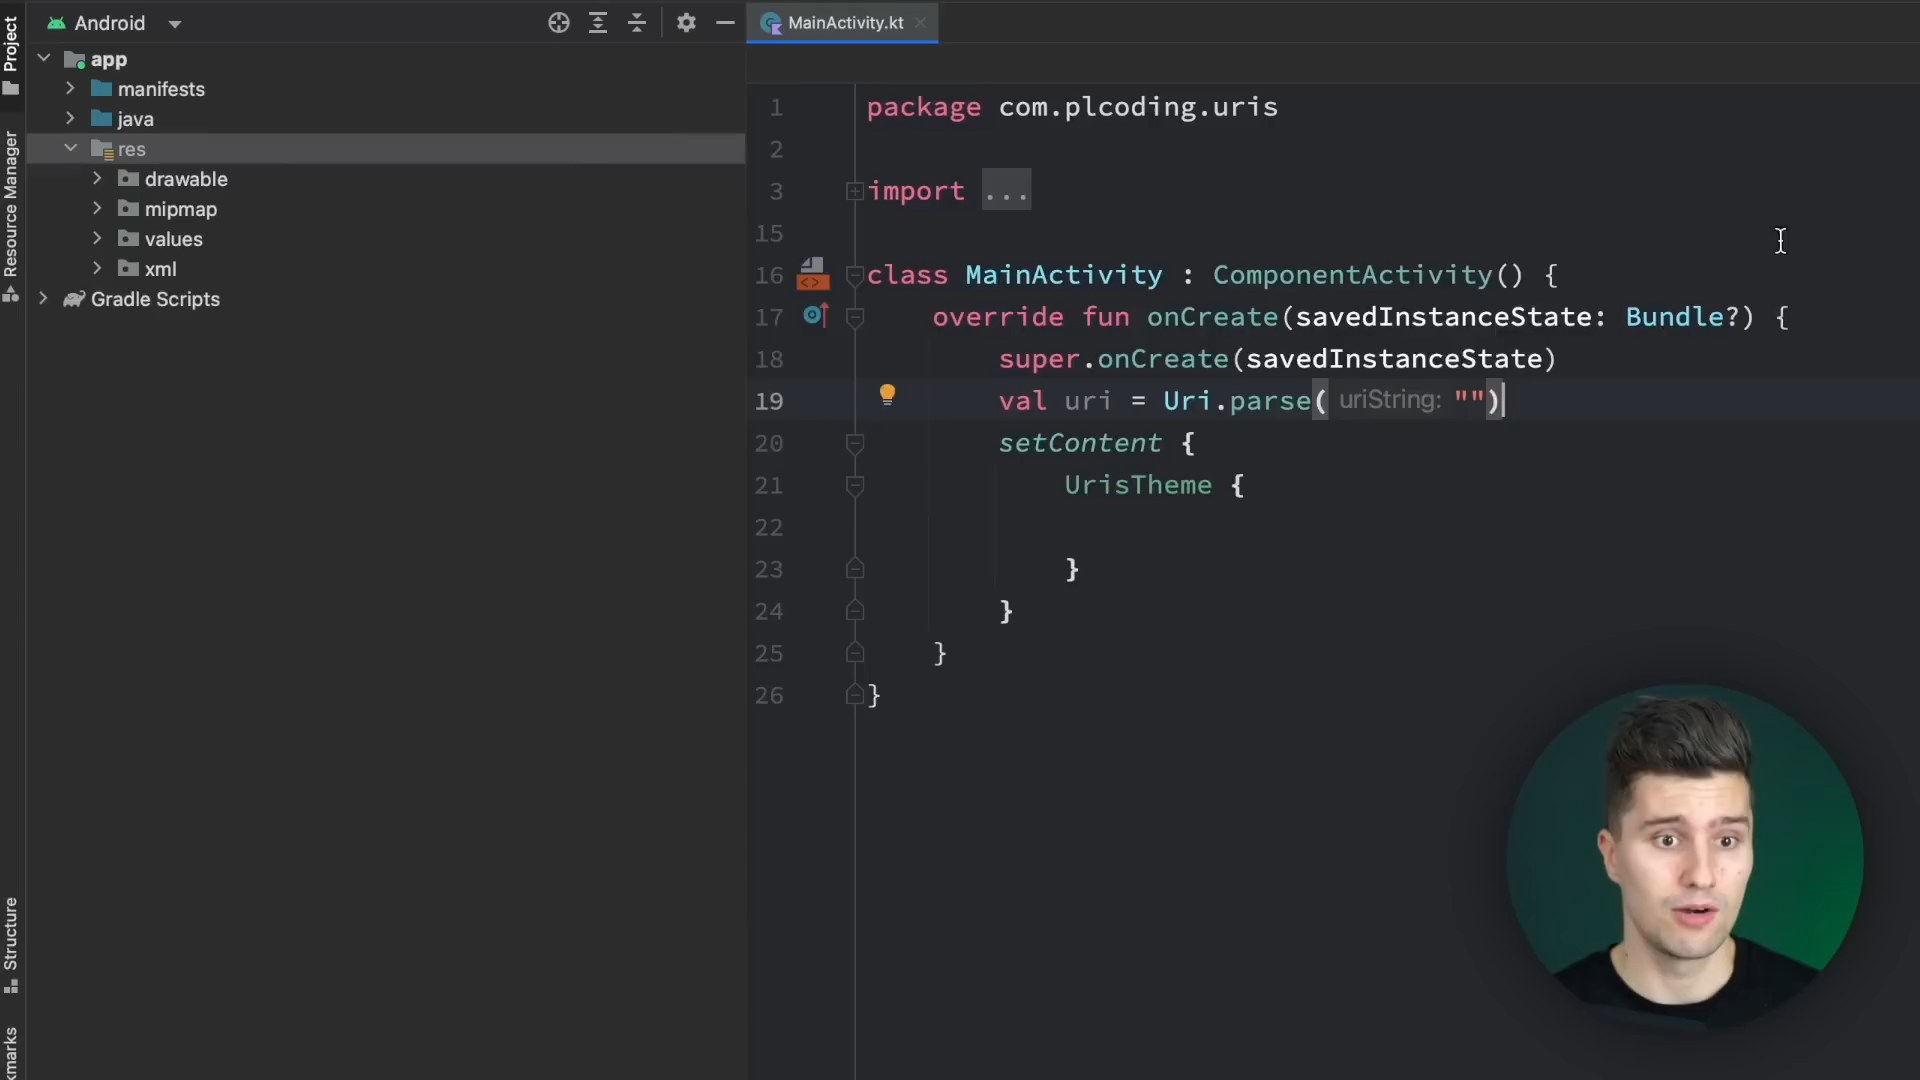 Project
Android
app
manifests
java
res
drawable
mipmap
values
xml
Gradle Scripts
Resource Manager
Structure
kmarks
MainActivity.kt
1 package com.plcoding.uris
2
3 import ...
15
16 class MainActivity : ComponentActivity() {
17 override fun onCreate(savedInstanceState: Bundle?) {
18 super.onCreate(savedInstanceState)
19 val uri = Uri.parse( uriString: "")
20 setContent {
21 UrisTheme {
22
23 }
24 }
25 }
26 }